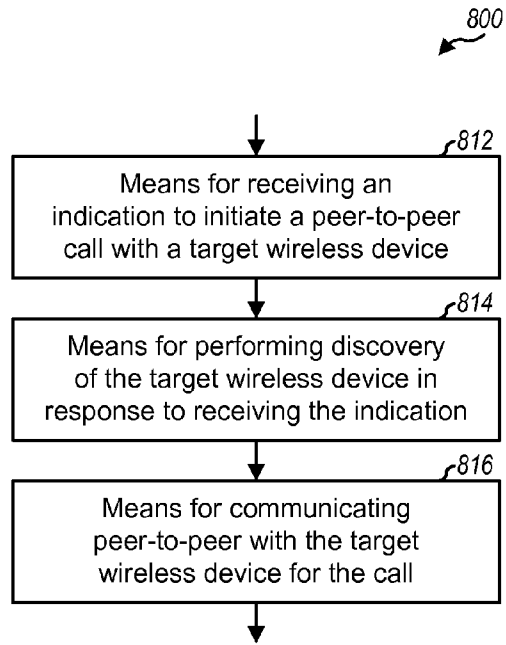 800
812
Means for receiving an
indication to initiate a peer-to-peer
call with a target wireless device
814
Means for performing discovery
of the target wireless device in
response to receiving the indication
816
Means for communicating
peer-to-peer with the target
wireless device for the call